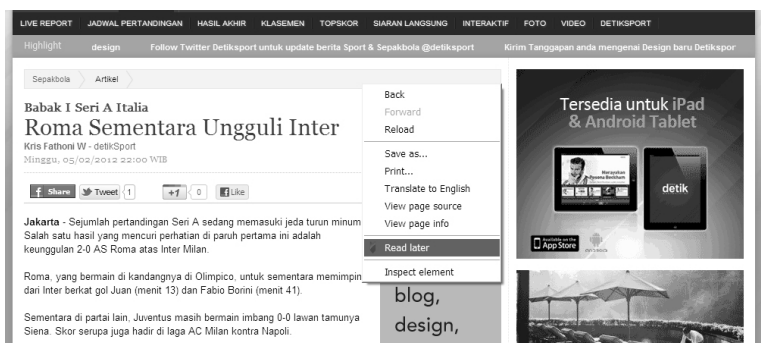 LIVE REPORT JADWAL PERTANDINGAN HASIL AKHIR KLASEMEN TOPSKOR SIARAN LANGSUNG INTERAKTIF FOTO VIDEO DETIKSPORT
Highlight design Follow Twitter Detiksport untuk update berita Sport & Sepakbola @detiksport Kirim Tanggapan anda mengenai Design baru Detikspor
Sepakbola Artikel
Babak I Seri A Italia
Roma Sementara Ungguli Inter
Kris Fathoni W - detikSport
Minggu, 05/02/2012 22:00 WIB
f Share Tweet 1 +1 0 Like
Jakarta - Sejumlah pertandingan Seri A sedang memasuki jeda turun minum
Salah satu hasil yang mencuri perhatian di paruh pertama ini adalah
keunggulan 2-0 AS Roma atas Inter Milan.
Roma, yang bermain di kandangnya di Olimpico, untuk sementara memimpin
dari Inter berkat gol Juan (menit 13) dan Fabio Borini (menit 41).
Sementara di partai lain, Juventus masih bermain imbang 0-0 lawan tamunya
Siena. Skor serupa juga hadir di laga AC Milan kontra Napoli.
Back
Forward
Reload
Save as...
Print...
Translate to English
View page source
View page info
Read later
Inspect element
blog,
design,
Tersedia untuk iPad
& Android Tablet
detik
Available on the
App Store